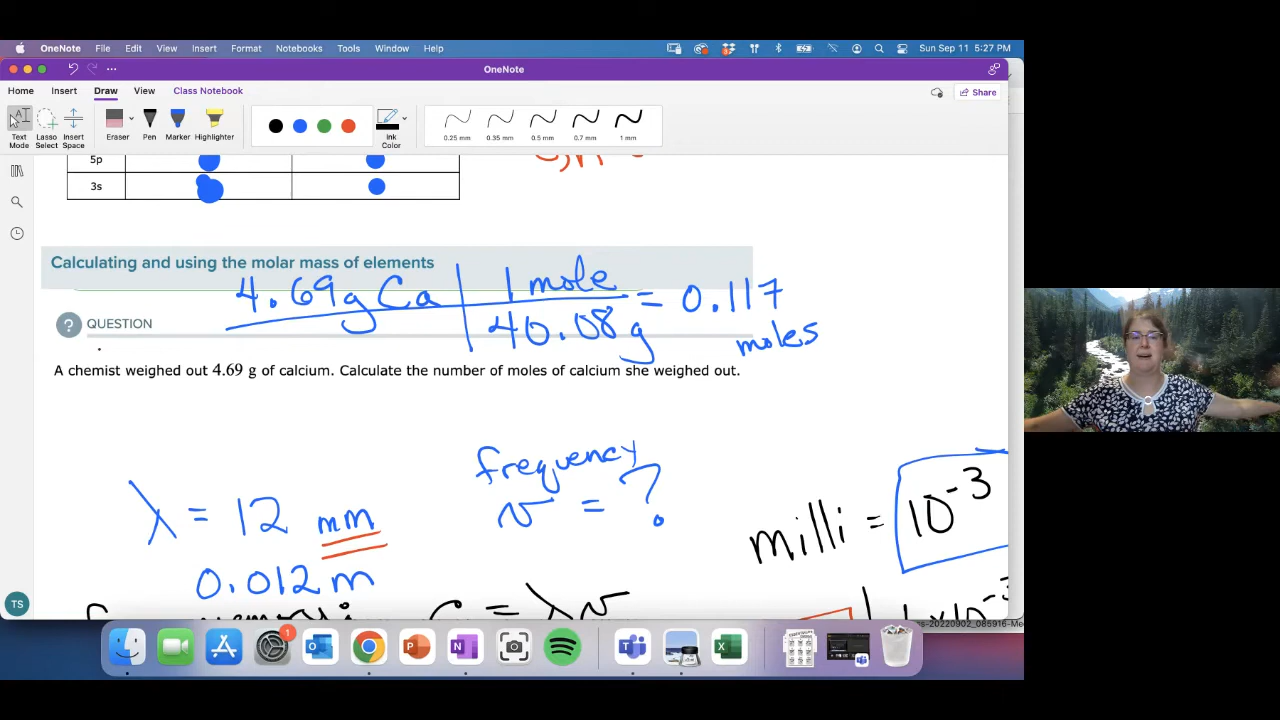 OneNote File Edit View Insert Format Notebooks Tools Window Help Sun Sep 11 5:27 PM
OneNote
Home Insert Draw View Class Notebook Share
Text Mode Lasso Select Insert Space Eraser Pen Marker Highlighter Ink Color 0.25 mm 0.35 mm 0.5 mm 0.7 mm 1 mm
5p
3s
Calculating and using the molar mass of elements
4.69g Ca 1 mole = 0.117
40.08g moles
? QUESTION
A chemist weighed out 4.69 g of calcium. Calculate the number of moles of calcium she weighed out.
frequency
λ = 12 mm ν = ? milli = 10⁻³
0.012 m
C = λν
1 x10⁻³
TS
1